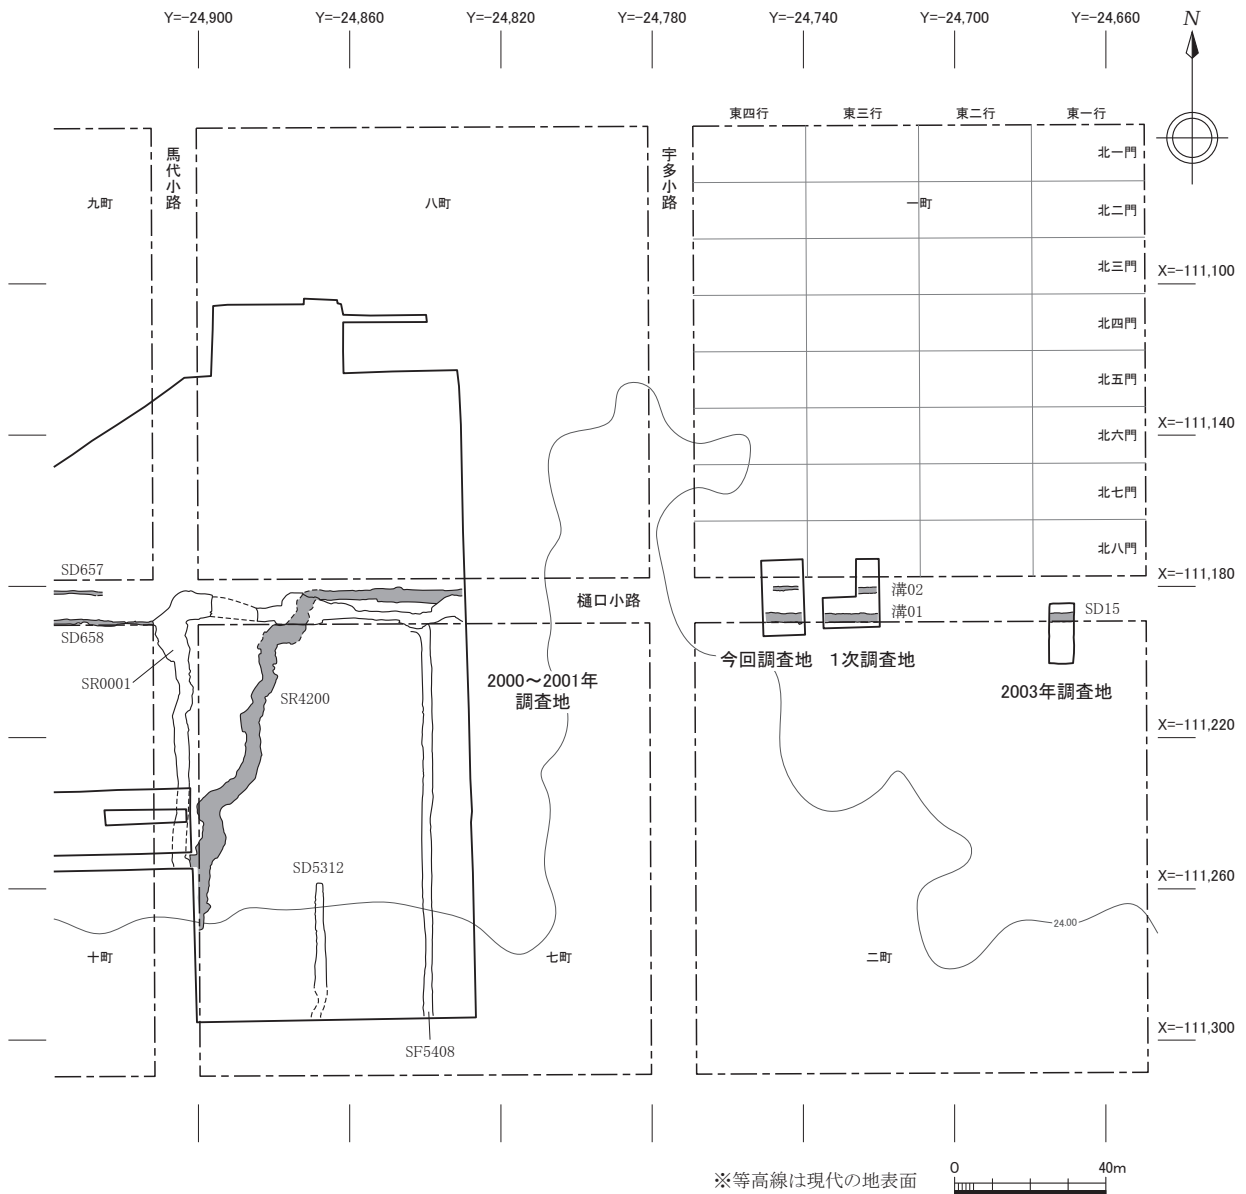 Y=−24,900 Y=−24,860 Y=−24,820 Y=−24,780 Y=−24,740 Y=−24,700 Y=−24,660
N
東四行 東三行 東二行 東一行
馬代小路
宇多小路
北一門
九町 八町 一町
北二門
北三門
X=−111,100
北四門
北五門
北六門
X=−111,140
北七門
北八門
SD657
X=−111,180
樋口小路
溝02
溝01
SD15
SD658
今回調査地 1次調査地
SR0001
2000〜2001年
調査地
2003年調査地
SR4200
X=−111,220
SD5312
X=−111,260
24.00
十町 七町 二町
X=−111,300
SF5408
※等高線は現代の地表面
0 40m